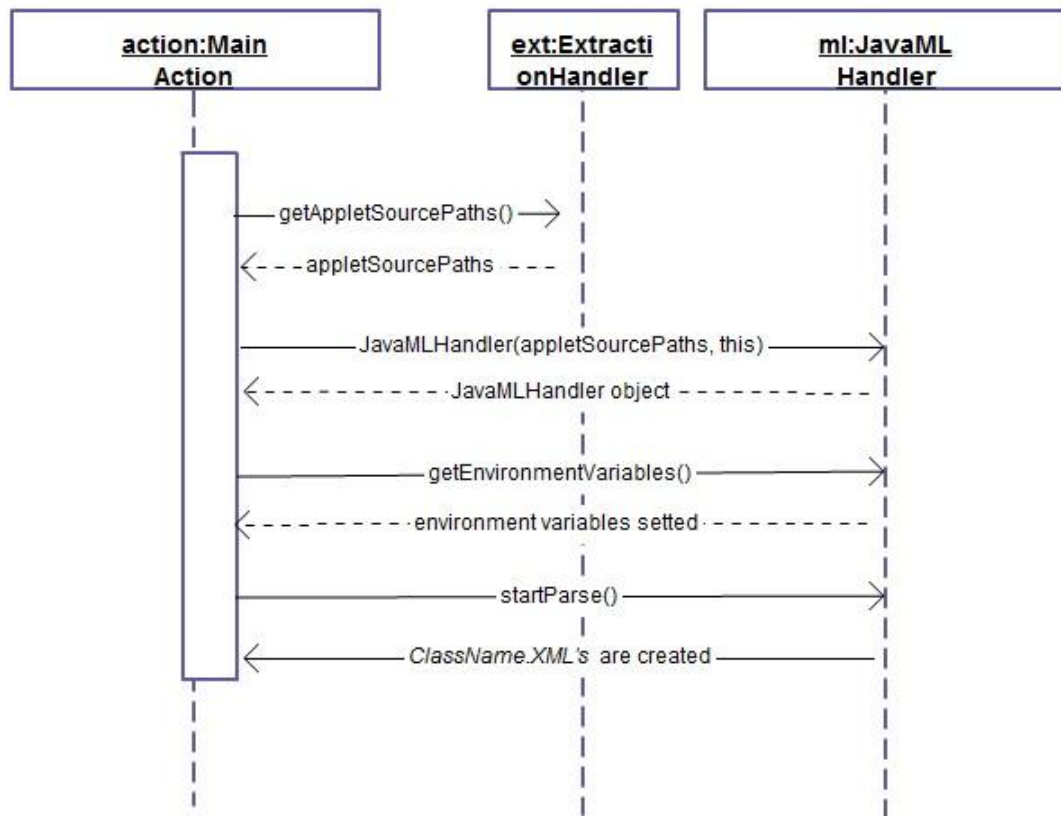 action:Main
Action
ext:Extracti
onHandler
ml:JavaML
Handler
getAppletSourcePaths()
appletSourcePaths
JavaMLHandler(appletSourcePaths, this)
JavaMLHandler object
getEnvironmentVariables()
environment variables setted
startParse()
ClassName.XML's are created